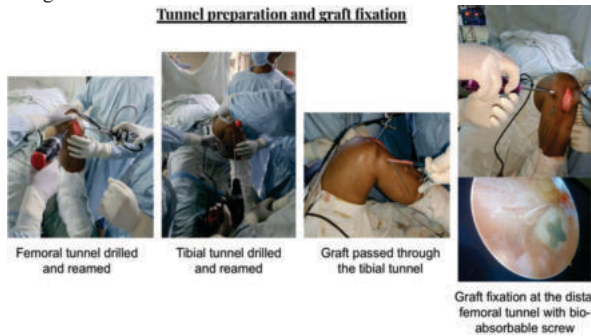 Tunnel preparation and graft fixation
Femoral tunnel drilled
and reamed
Tibial tunnel drilled
and reamed
Graft passed through
the tibial tunnel
Graft fixation at the distal
femoral tunnel with bio-
absorbable screw